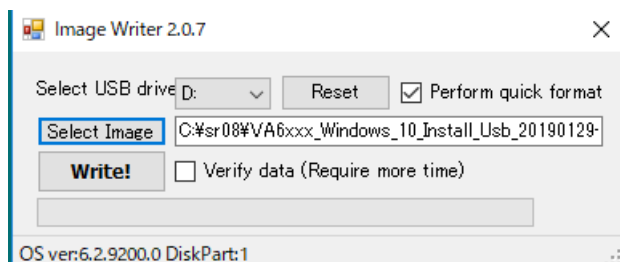 Image Writer 2.0.7
Select USB drive D: Reset Perform quick format
Select Image C:¥sr08¥VA6xxx_Windows_10_Install_Usb_20190129-
Write! Verify data (Require more time)
OS ver:6.2.9200.0 DiskPart:1